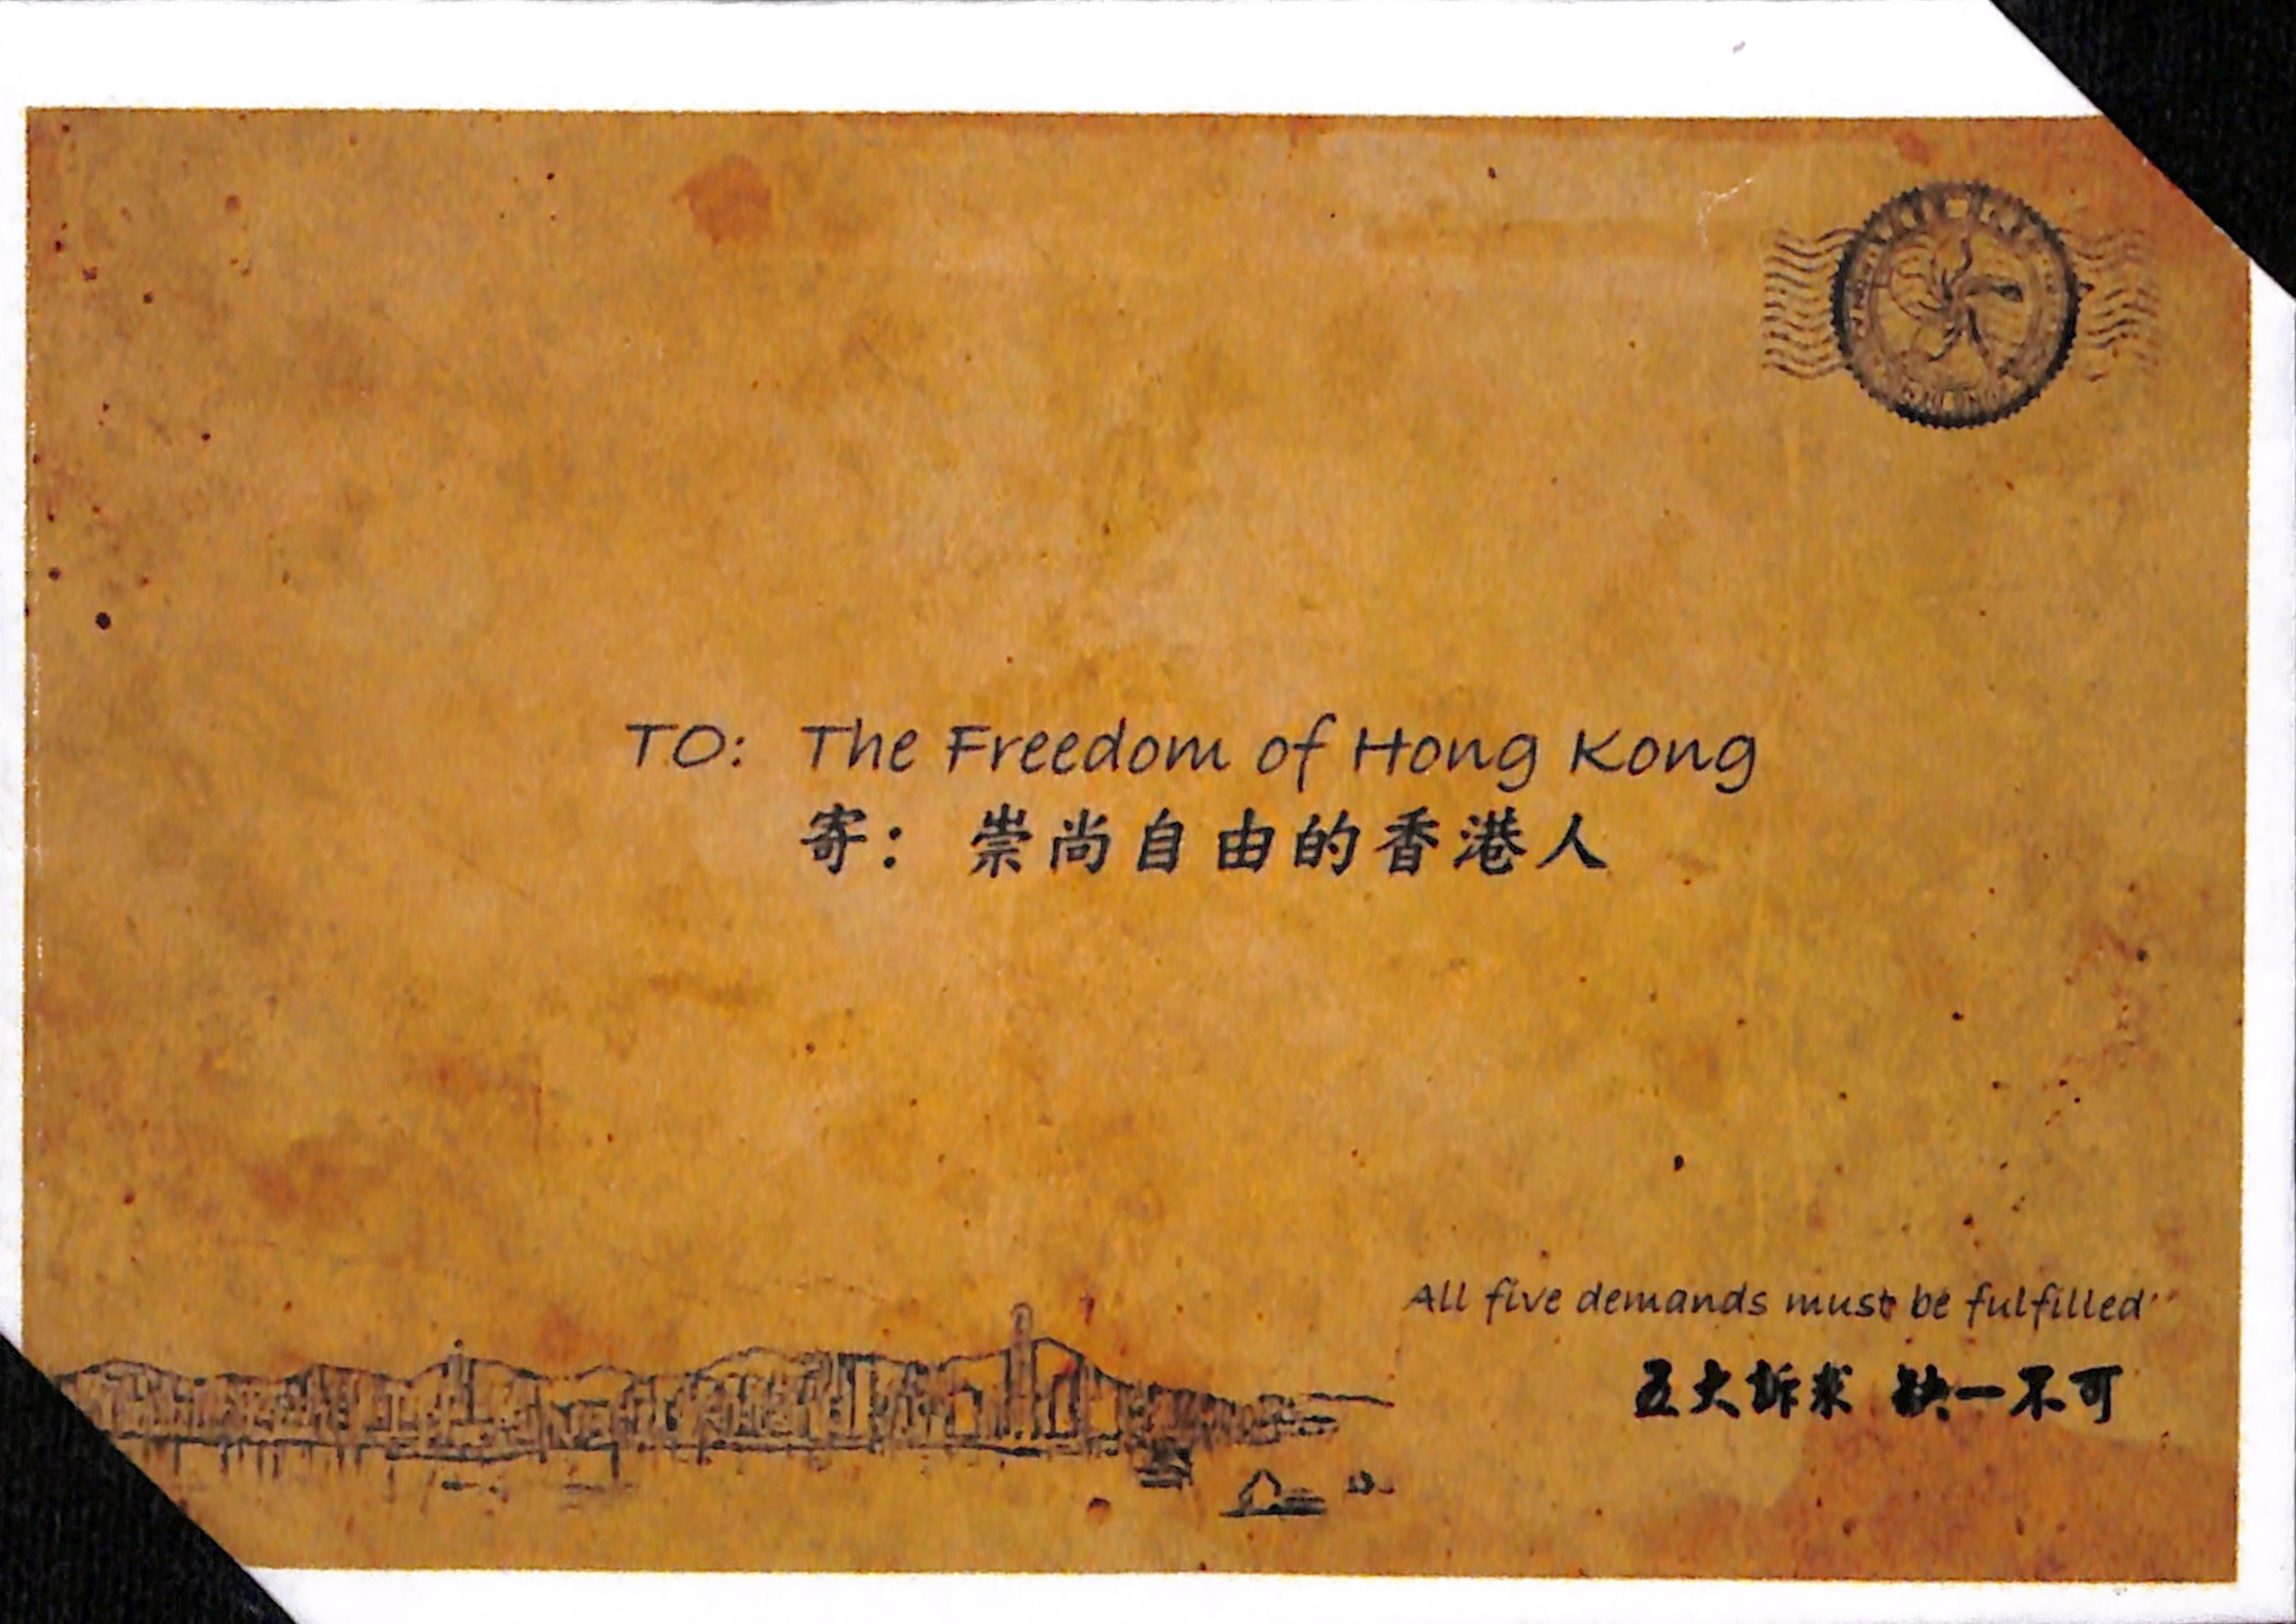 TO: The Freedom of Hong Kong
寄：崇尚自由的香港人
All five demands must be fulfilled
五大訴求 缺一不可